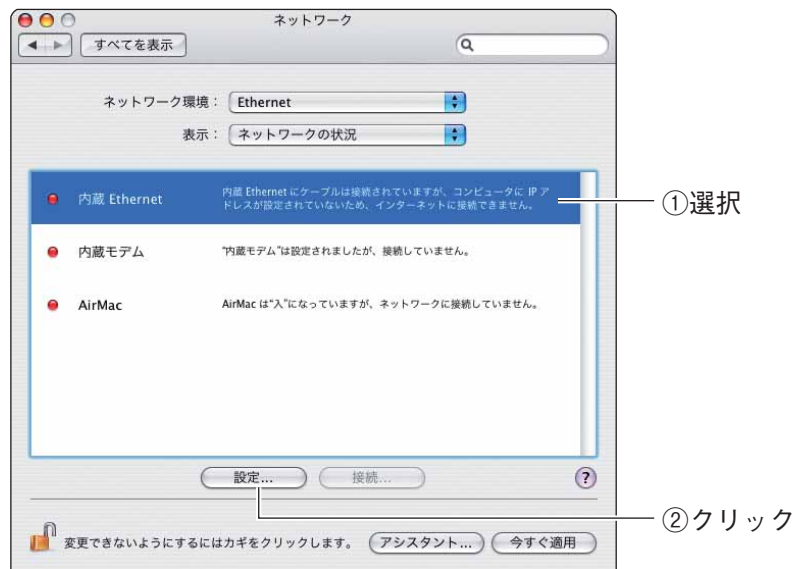 ネットワーク
すべてを表示
ネットワーク環境： Ethernet
表示： ネットワークの状況
内蔵 Ethernet
内蔵 Ethernet にケーブルは接続されていますが、コンピュータに IP ア
ドレスが設定されていないため、インターネットに接続できません。
①選択
内蔵モデム
“内蔵モデム”は設定されましたが、接続していません。
AirMac
AirMac は“入”になっていますが、ネットワークに接続していません。
設定... 接続... ?
②クリック
変更できないようにするにはカギをクリックします。 アシスタント... 今すぐ適用